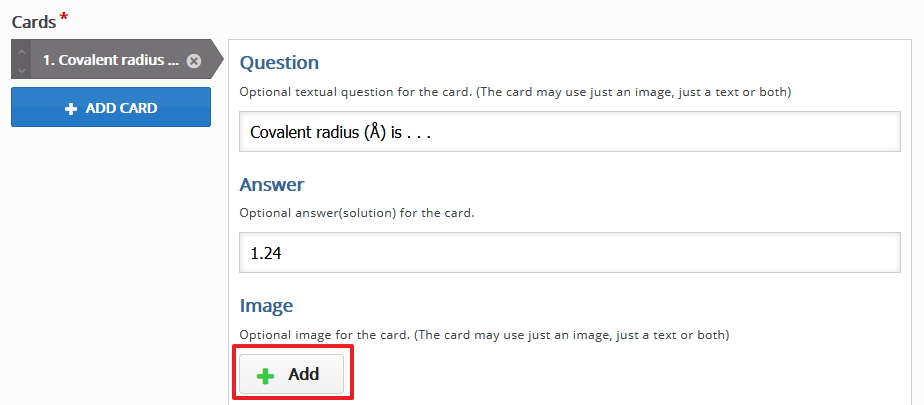 Cards *
1. Covalent radius ...
ADD CARD
Question
Optional textual question for the card. (The card may use just an image, just a text or both)
Covalent radius (Å) is . . .
Answer
Optional answer(solution) for the card.
1.24
Image
Optional image for the card. (The card may use just an image, just a text or both)
Add